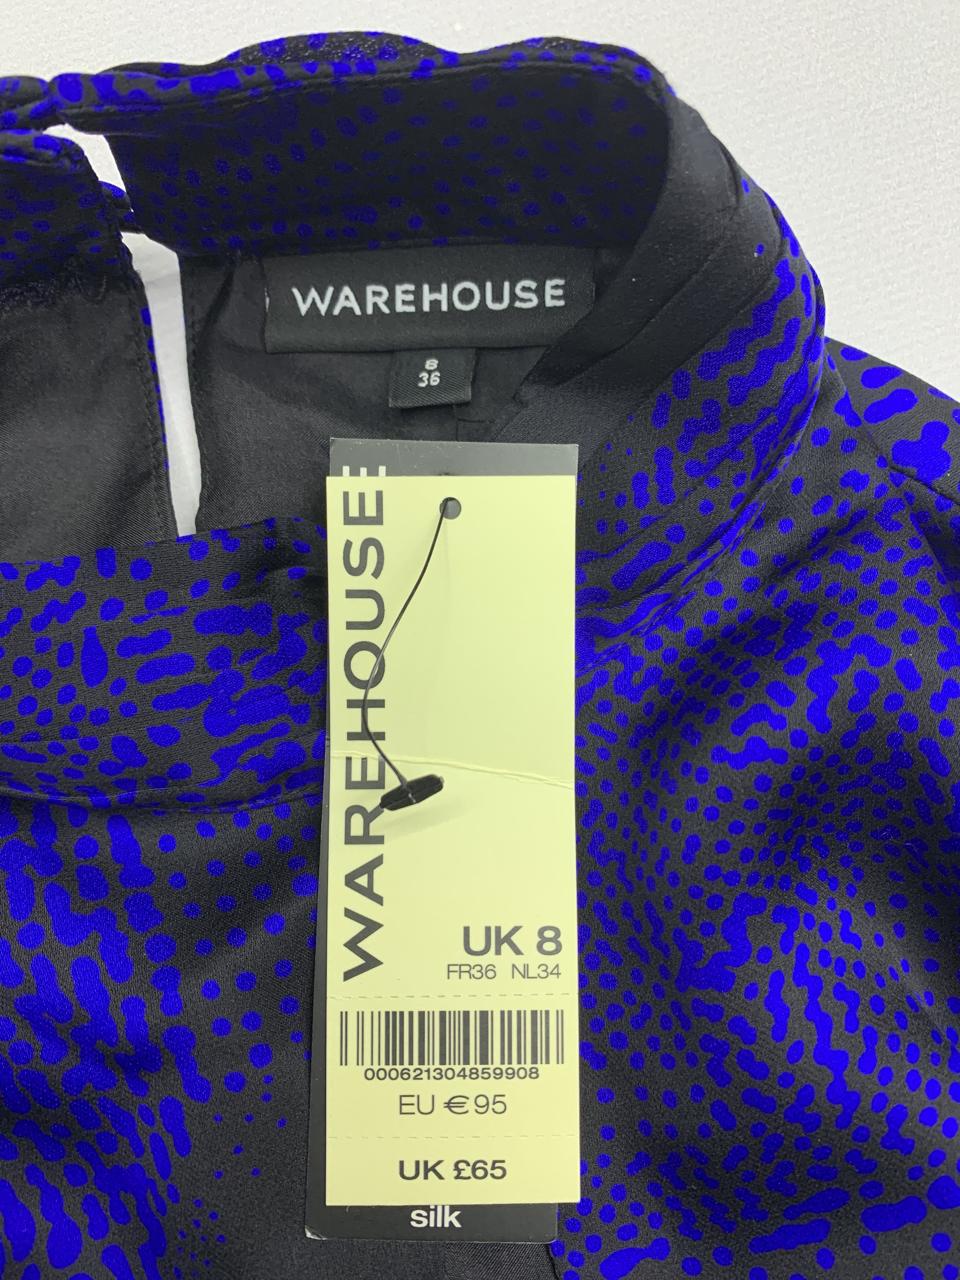 WAREHOUSE
8
36
WAREHOUSE
UK 8
FR36 NL34
000621304859908
EU €95
UK £65
silk